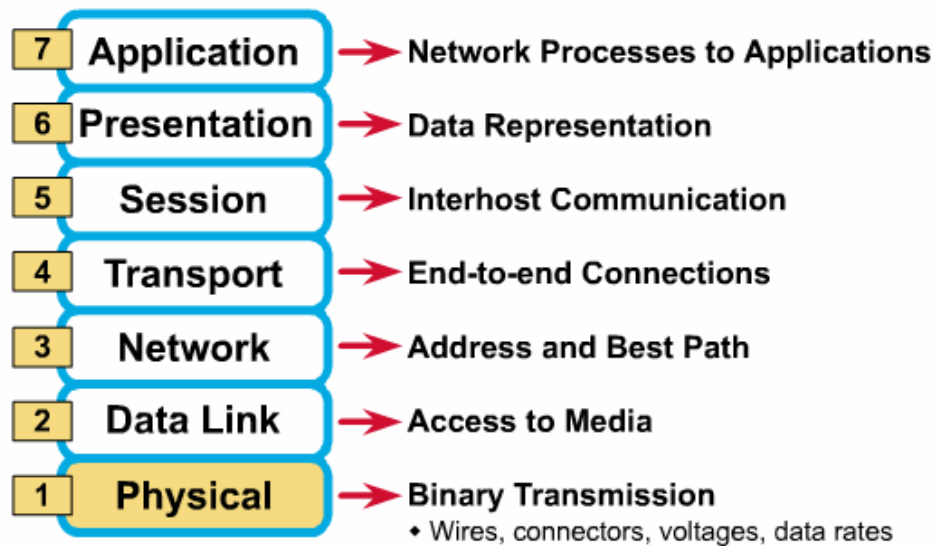 7 Application Network Processes to Applications
6 Presentation Data Representation
5 Session Interhost Communication
4 Transport End-to-end Connections
3 Network Address and Best Path
2 Data Link Access to Media
1 Physical Binary Transmission
• Wires, connectors, voltages, data rates